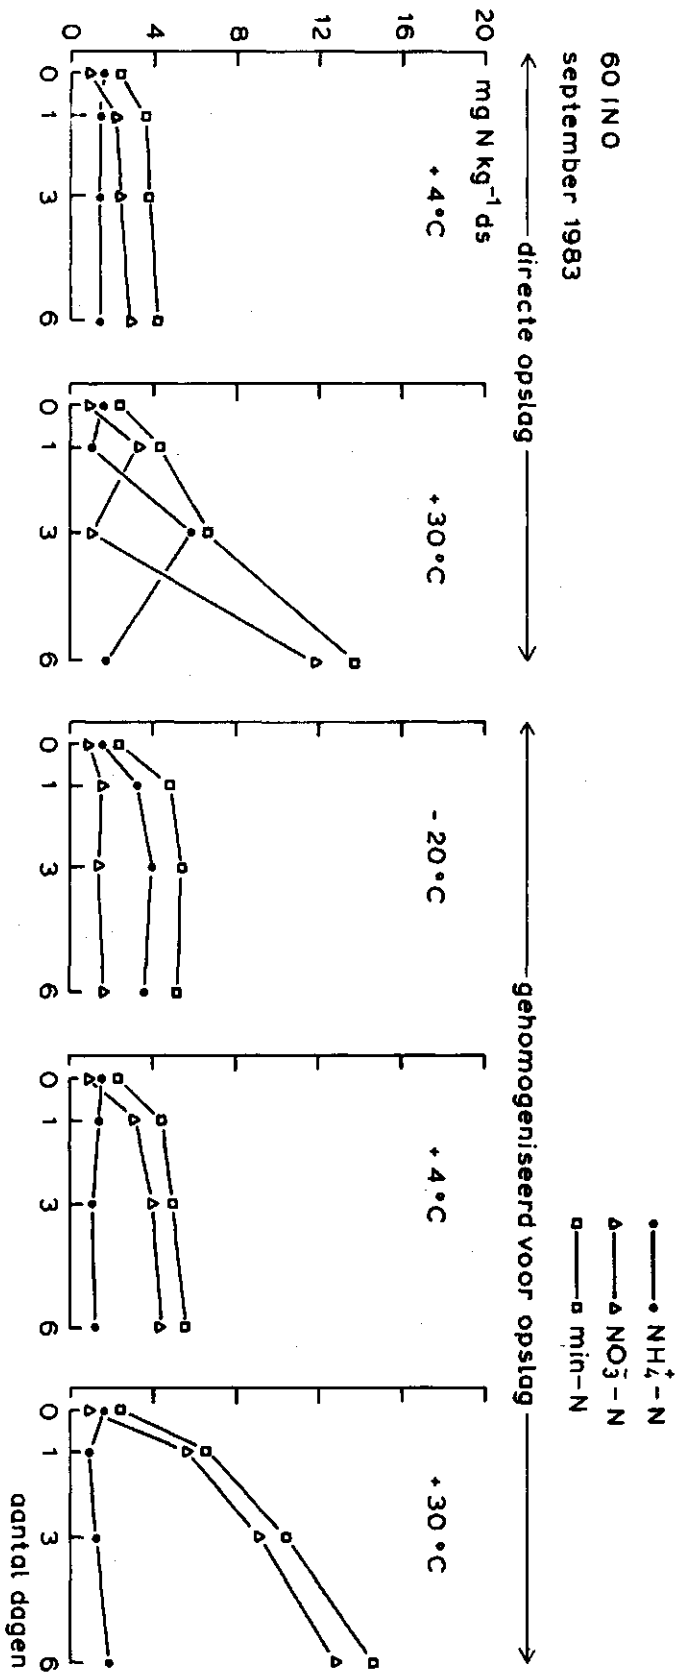 60 INO
september 1983
NH₄⁺-N
NO₃⁻-N
min-N
directe opslag
gehomogeniseerd voor opslag
mg N kg⁻¹ ds
+4°C
+30°C
-20°C
+4°C
+30°C
20
16
12
8
4
0
0 1 3 6
0 1 3 6
0 1 3 6
0 1 3 6
0 1 3 6
aantal dagen